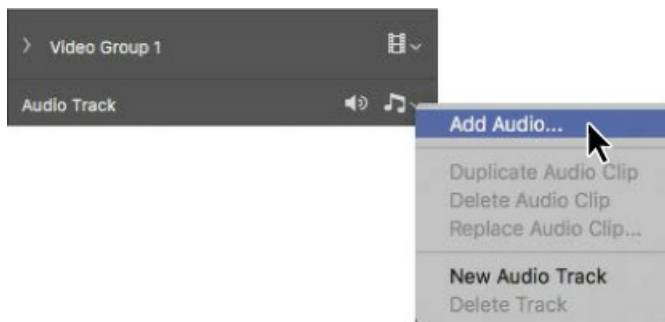 Video Group 1
Audio Track
Add Audio...
Duplicate Audio Clip
Delete Audio Clip
Replace Audio Clip...
New Audio Track
Delete Track